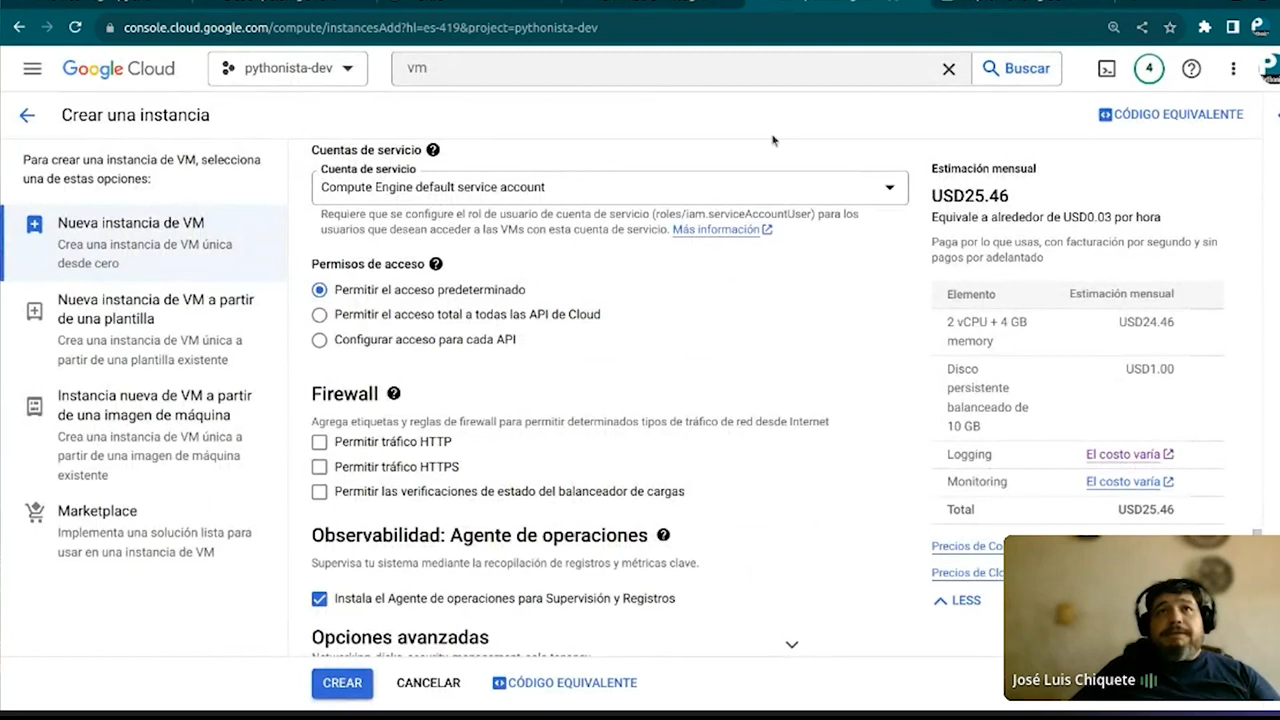 console.cloud.google.com/compute/instancesAdd?hl=es-419&project=pythonista-dev
Google Cloud
pythonista-dev
vm
Buscar
4
Crear una instancia
CÓDIGO EQUIVALENTE
Para crear una instancia de VM, selecciona
una de estas opciones:
Nueva instancia de VM
Crea una instancia de VM única
desde cero
Nueva instancia de VM a partir
de una plantilla
Crea una instancia de VM única a
partir de una plantilla existente
Instancia nueva de VM a partir
de una imagen de máquina
Crea una instancia de VM única a
partir de una imagen de máquina
existente
Marketplace
Implementa una solución lista para
usar en una instancia de VM
Cuentas de servicio
Cuenta de servicio
Compute Engine default service account
Requiere que se configure el rol de usuario de cuenta de servicio (roles/iam.serviceAccountUser) para los
usuarios que desean acceder a las VMs con esta cuenta de servicio. Más información
Permisos de acceso
Permitir el acceso predeterminado
Permitir el acceso total a todas las API de Cloud
Configurar acceso para cada API
Firewall
Agrega etiquetas y reglas de firewall para permitir determinados tipos de tráfico de red desde Internet
Permitir tráfico HTTP
Permitir tráfico HTTPS
Permitir las verificaciones de estado del balanceador de cargas
Observabilidad: Agente de operaciones
Supervisa tu sistema mediante la recopilación de registros y métricas clave.
Instala el Agente de operaciones para Supervisión y Registros
Opciones avanzadas
CREAR
CANCELAR
CÓDIGO EQUIVALENTE
Estimación mensual
USD25.46
Equivale a alrededor de USD0.03 por hora
Paga por lo que usas, con facturación por segundo y sin
pagos por adelantado
Elemento
Estimación mensual
2 vCPU + 4 GB
memory
USD24.46
Disco
persistente
balanceado de
10 GB
USD1.00
Logging
El costo varía
Monitoring
El costo varía
Total
USD25.46
Precios de
Precios de
LESS
José Luis Chiquete